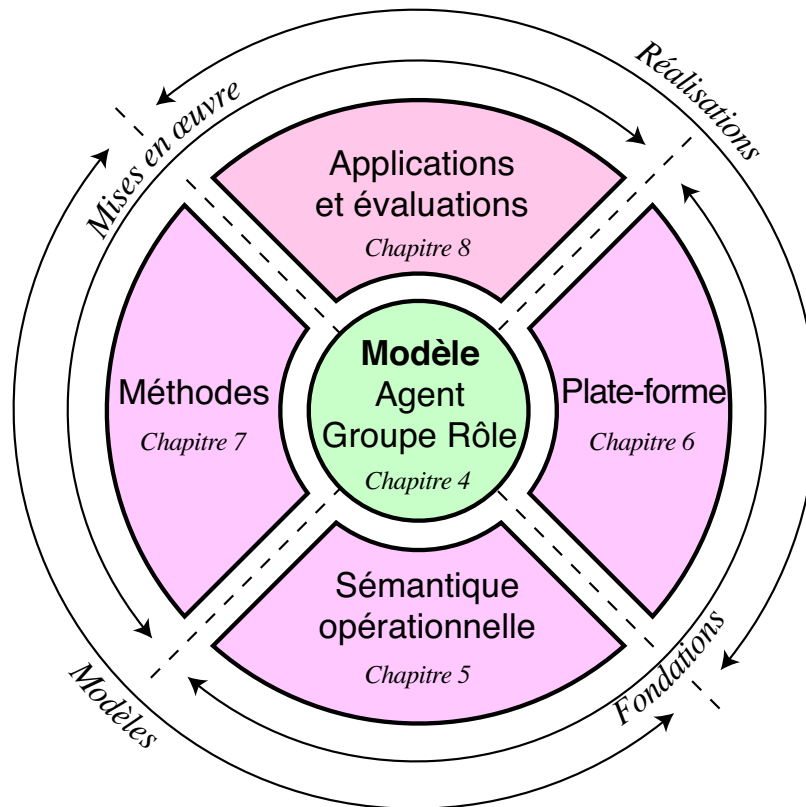 Réalisations
Mises en œuvre
Applications
et évaluations
Chapitre 8
Méthodes
Chapitre 7
Modèle
Agent
Groupe Rôle
Chapitre 4
Plate-forme
Chapitre 6
Sémantique
opérationnelle
Chapitre 5
Modèles
Fondations